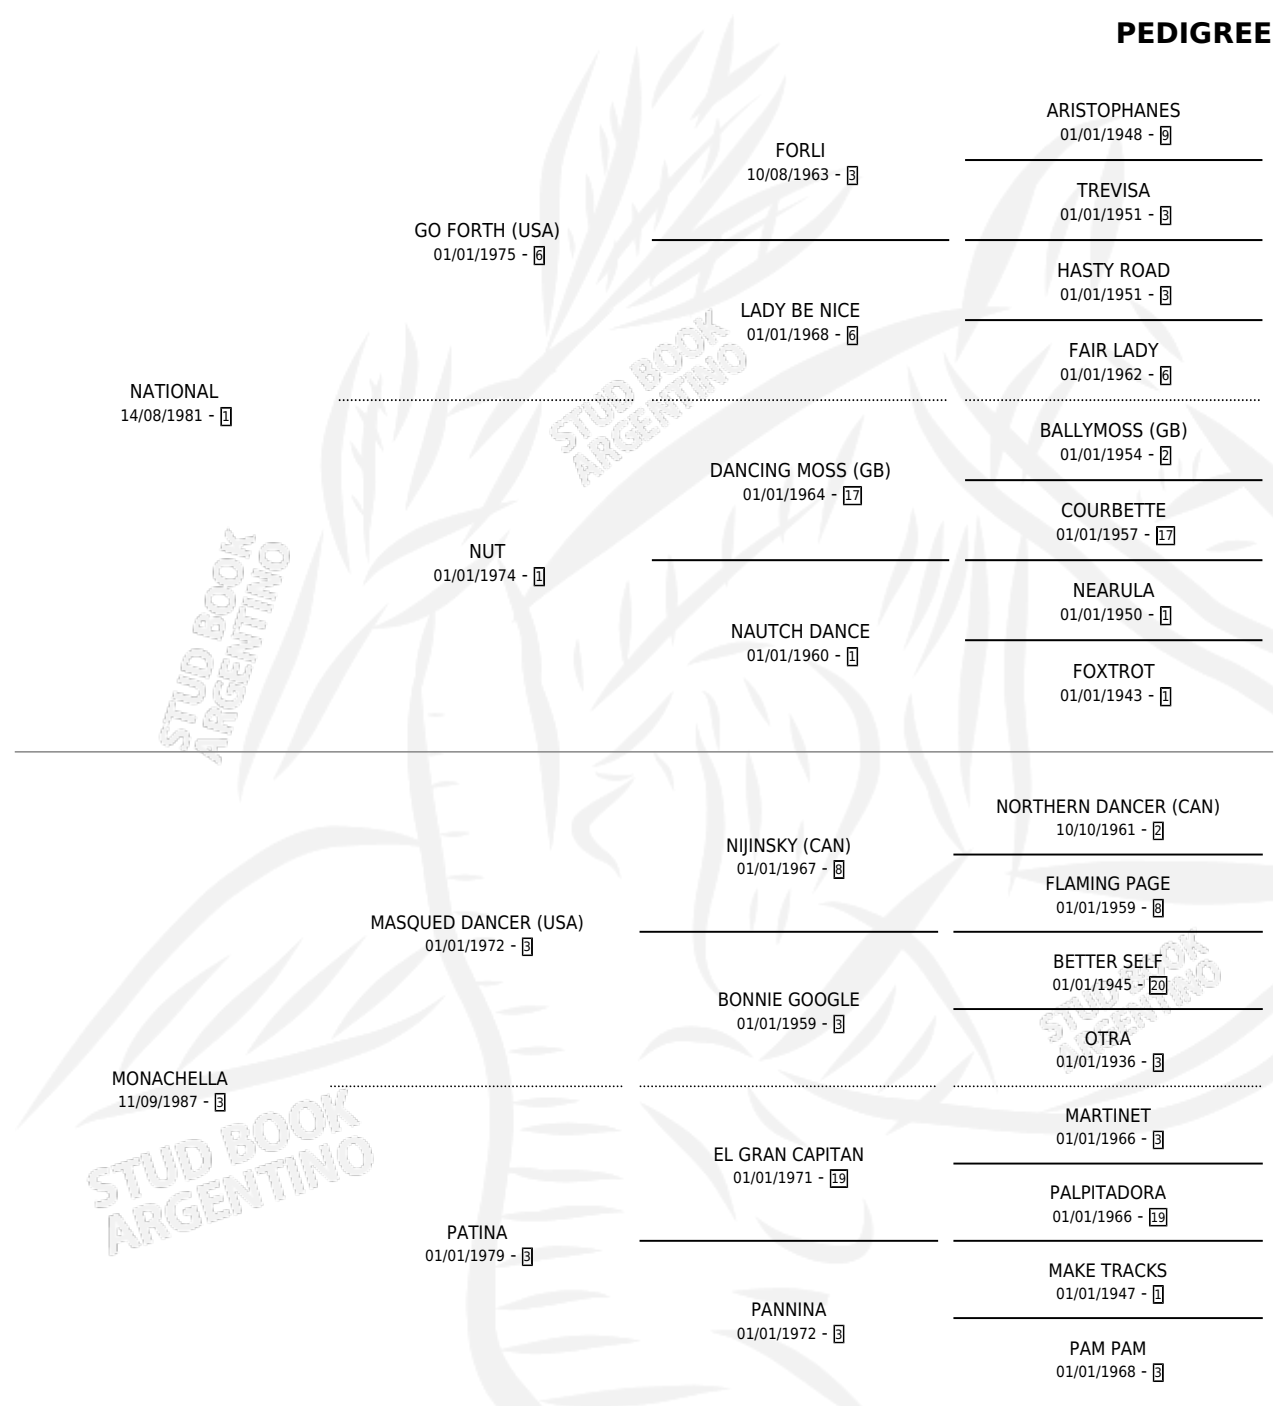 PEDIGREE
ARISTOPHANES
01/01/1948 - 9
FORLI
10/08/1963 - 3
TREVISA
01/01/1951 - 3
GO FORTH (USA)
01/01/1975 - 6
HASTY ROAD
01/01/1951 - 3
LADY BE NICE
01/01/1968 - 6
FAIR LADY
01/01/1962 - 6
NATIONAL
14/08/1981 - 1
BALLYMOSS (GB)
01/01/1954 - 2
DANCING MOSS (GB)
01/01/1964 - 17
COURBETTE
01/01/1957 - 17
NUT
01/01/1974 - 1
NEARULA
01/01/1950 - 1
NAUTCH DANCE
01/01/1960 - 1
FOXTROT
01/01/1943 - 1
NORTHERN DANCER (CAN)
10/10/1961 - 2
NIJINSKY (CAN)
01/01/1967 - 8
FLAMING PAGE
01/01/1959 - 8
MASQUED DANCER (USA)
01/01/1972 - 3
BETTER SELF
01/01/1945 - 20
BONNIE GOOGLE
01/01/1959 - 3
OTRA
01/01/1936 - 3
MONACHELLA
11/09/1987 - 3
MARTINET
01/01/1966 - 3
EL GRAN CAPITAN
01/01/1971 - 19
PALPITADORA
01/01/1966 - 19
PATINA
01/01/1979 - 3
MAKE TRACKS
01/01/1947 - 1
PANNINA
01/01/1972 - 3
PAM PAM
01/01/1968 - 3
STUD BOOK
ARGENTINO
STUD BOOK
ARGENTINO
STUD BOOK
ARGENTINO
STUD BOOK
ARGENTINO